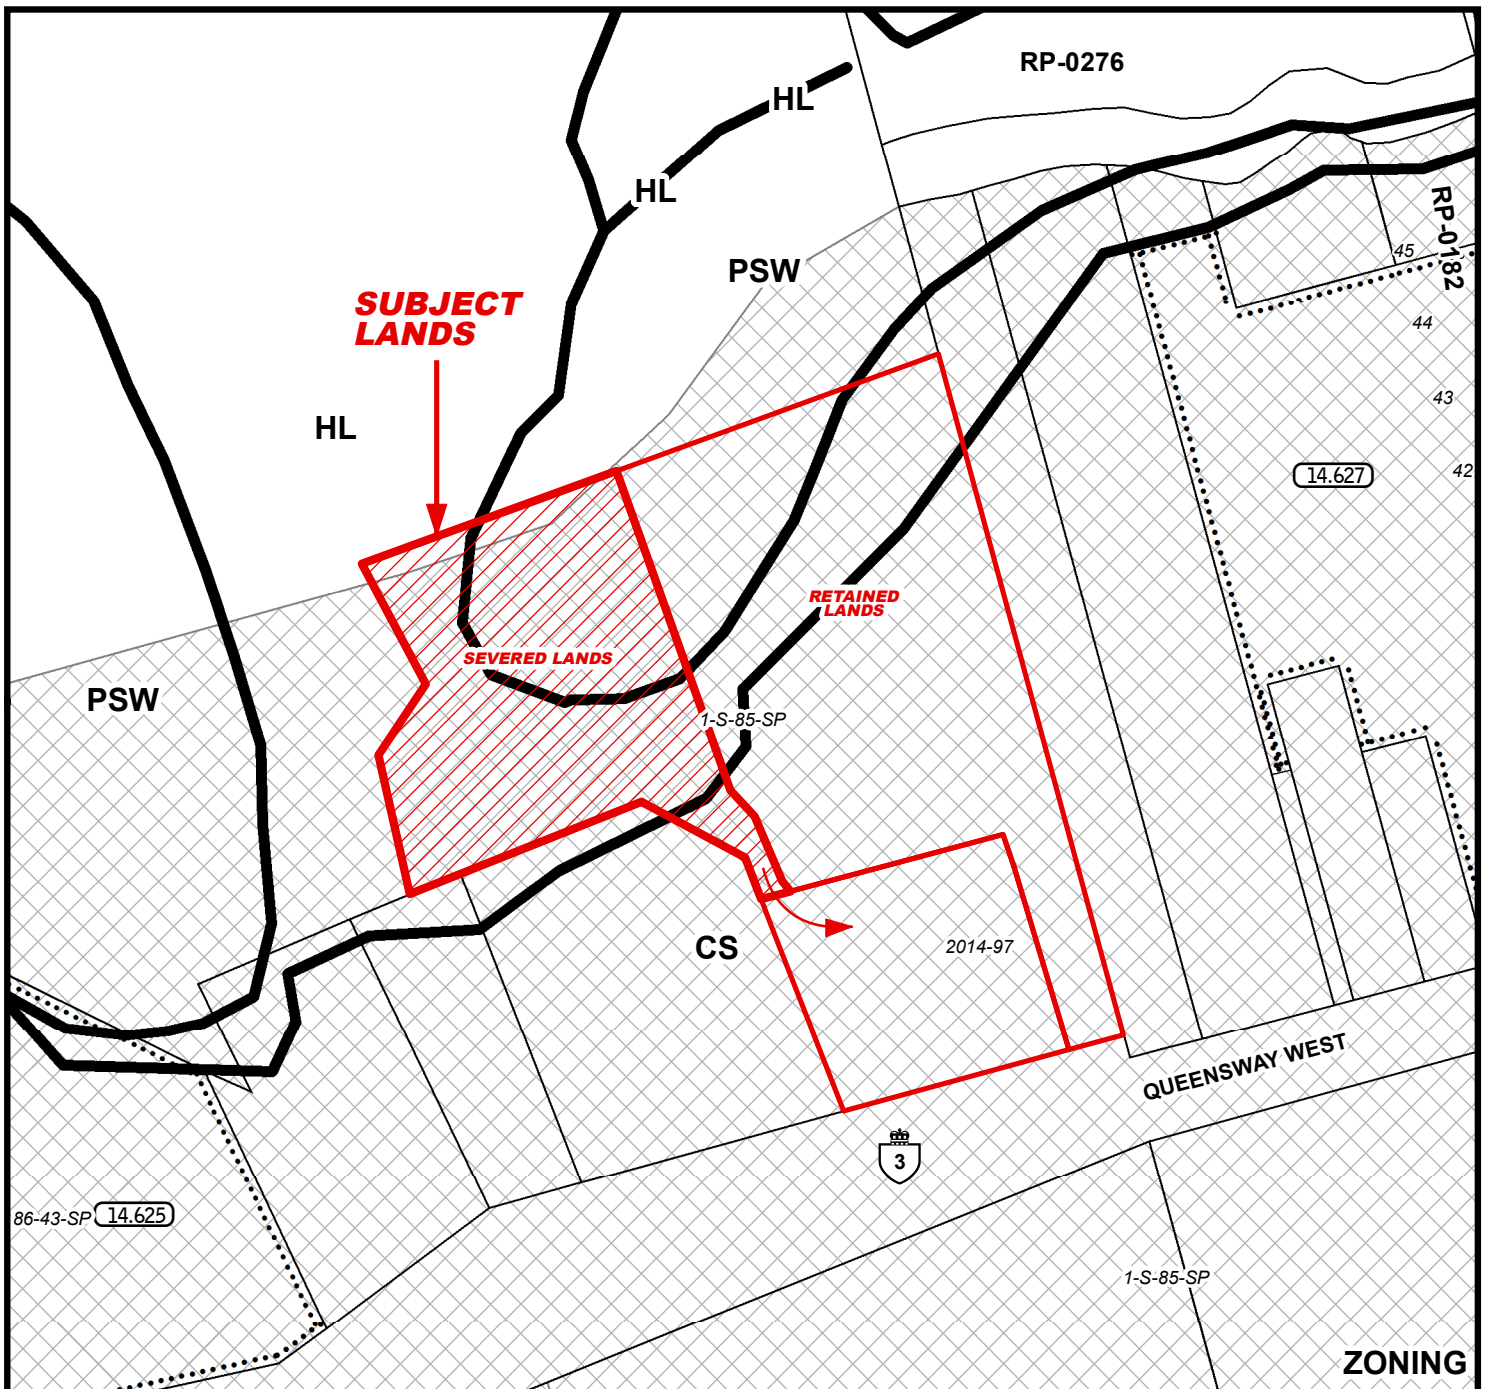 RP-0276
HL
HL
RP-0182
45
PSW
SUBJECT
LANDS
44
43
HL
42
14.627
RETAINED
LANDS
SEVERED LANDS
PSW
1-S-85-SP
CS
2014-97
QUEENSWAY WEST
3
86-43-SP
14.625
1-S-85-SP
ZONING